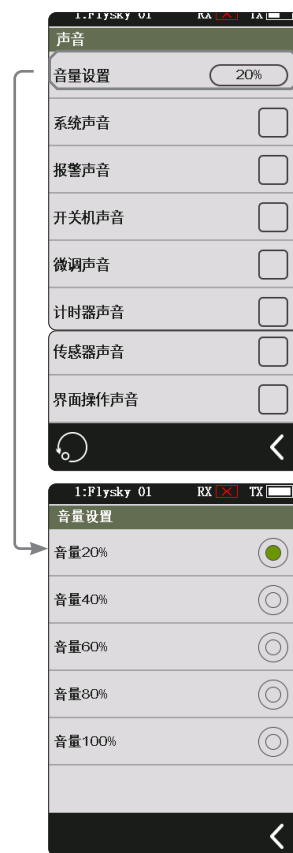 1:Flysky 01 RX TX
声音
音量设置 20%
系统声音
报警声音
开关机声音
微调声音
计时器声音
传感器声音
界面操作声音
1:Flysky 01 RX TX
音量设置
音量20%
音量40%
音量60%
音量80%
音量100%